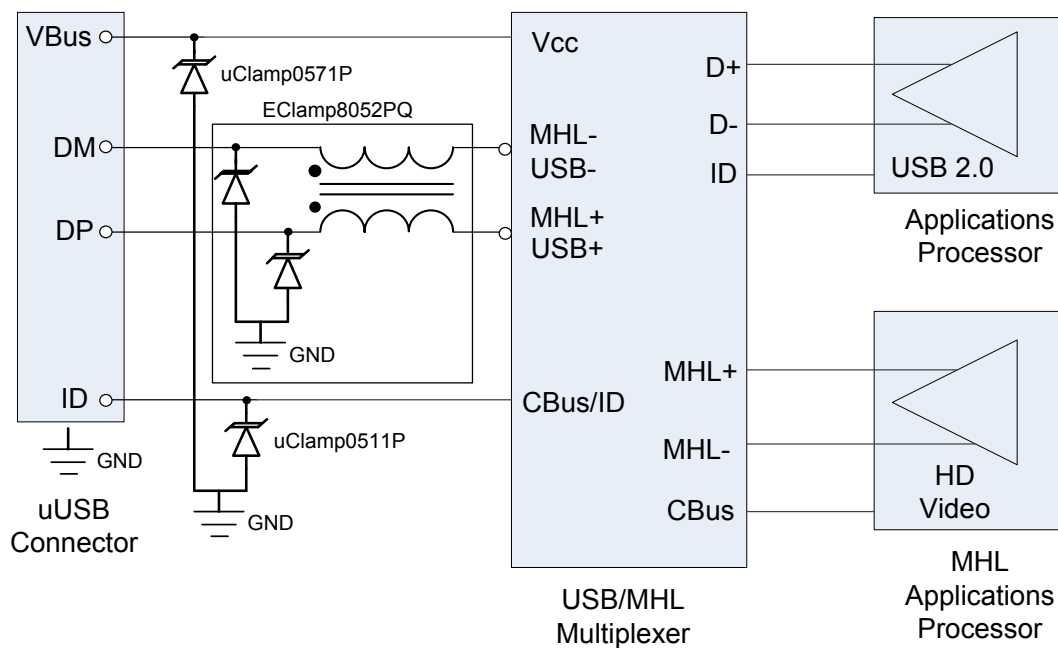 VBus
uClamp0571P
EClamp8052PQ
DM
DP
GND
ID
uClamp0511P
GND
GND
uUSB
Connector
Vcc
MHL-
USB-
MHL+
USB+
CBus/ID
D+
D-
ID
MHL+
MHL-
CBus
USB/MHL
Multiplexer
USB 2.0
Applications
Processor
HD
Video
MHL
Applications
Processor